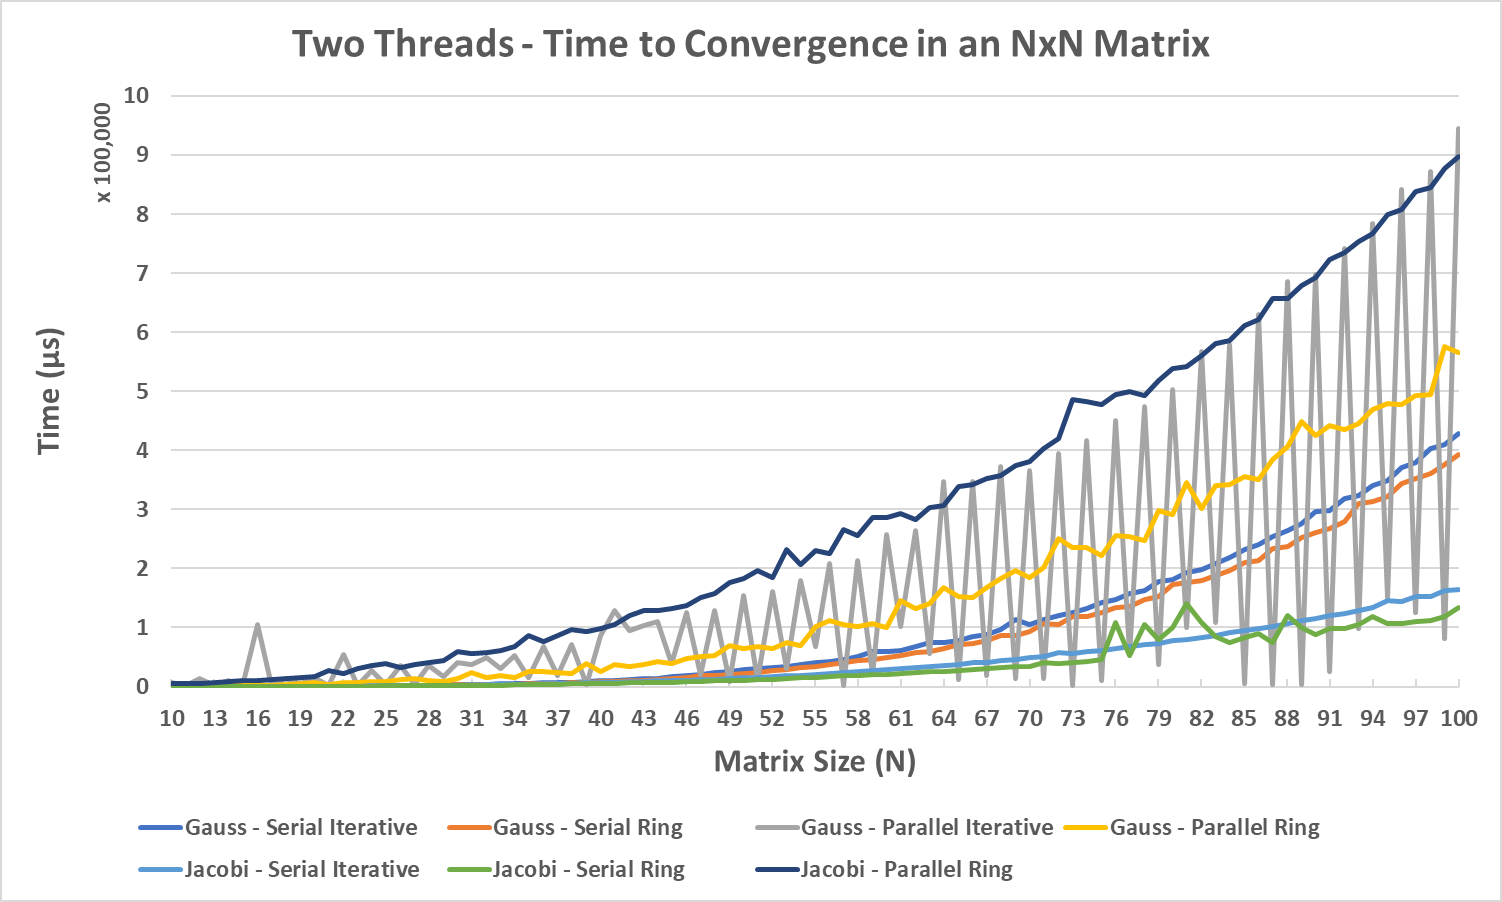 Two Threads - Time to Convergence in an NxN Matrix
x 100,000
Time (µs)
10
9
8
7
6
5
4
3
2
1
0
10 13 16 19 22 25 28 31 34 37 40 43 46 49 52 55 58 61 64 67 70 73 76 79 82 85 88 91 94 97 100
Matrix Size (N)
Gauss - Serial Iterative Gauss - Serial Ring Gauss - Parallel Iterative Gauss - Parallel Ring
Jacobi - Serial Iterative Jacobi - Serial Ring Jacobi - Parallel Ring